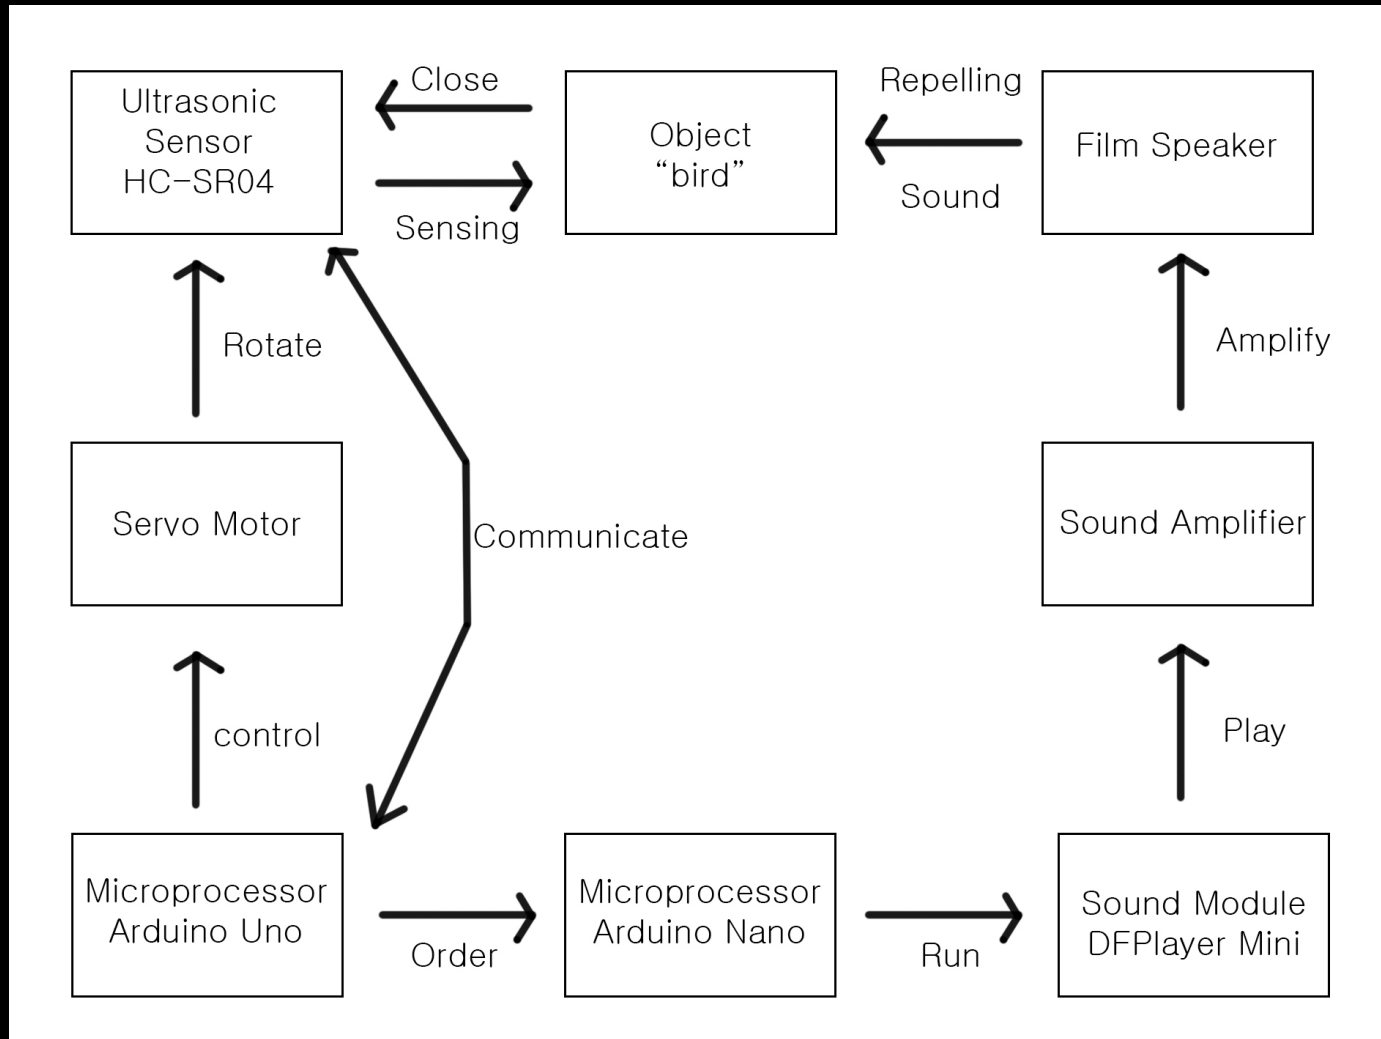 Ultrasonic
Sensor
HC-SR04
Close
Sensing
Object
“bird”
Repelling
Sound
Film Speaker
Rotate
Amplify
Servo Motor
Communicate
Sound Amplifier
control
Play
Microprocessor
Arduino Uno
Order
Microprocessor
Arduino Nano
Run
Sound Module
DFPlayer Mini